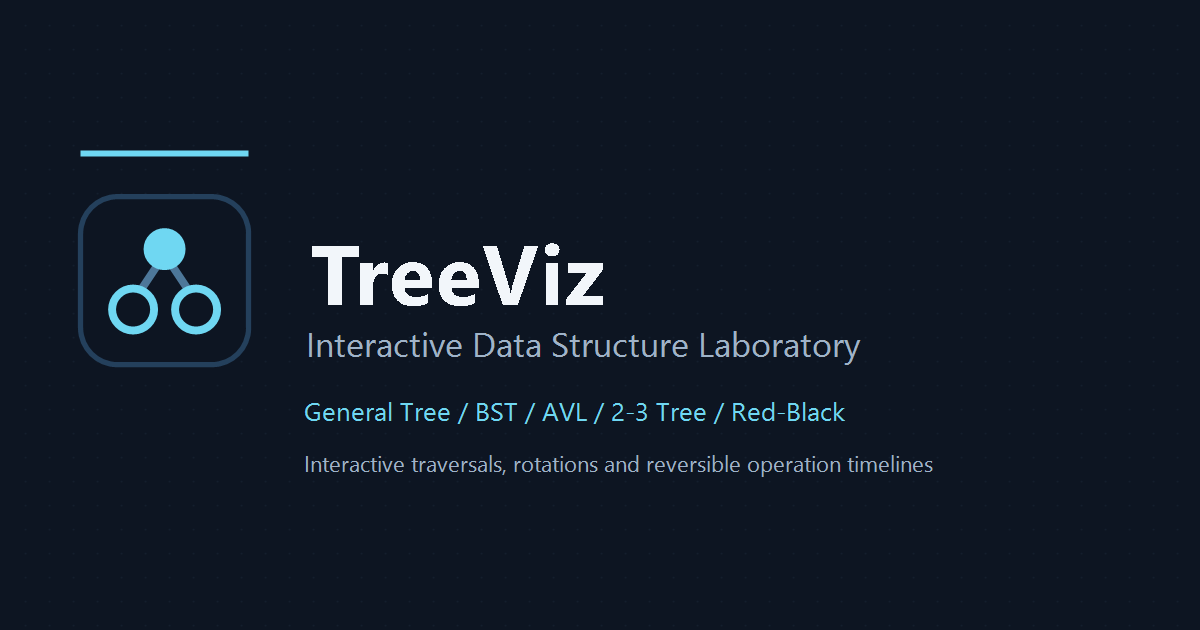 TreeViz
Interactive Data Structure Laboratory
General Tree / BST / AVL / 2-3 Tree / Red-Black
Interactive traversals, rotations and reversible operation timelines